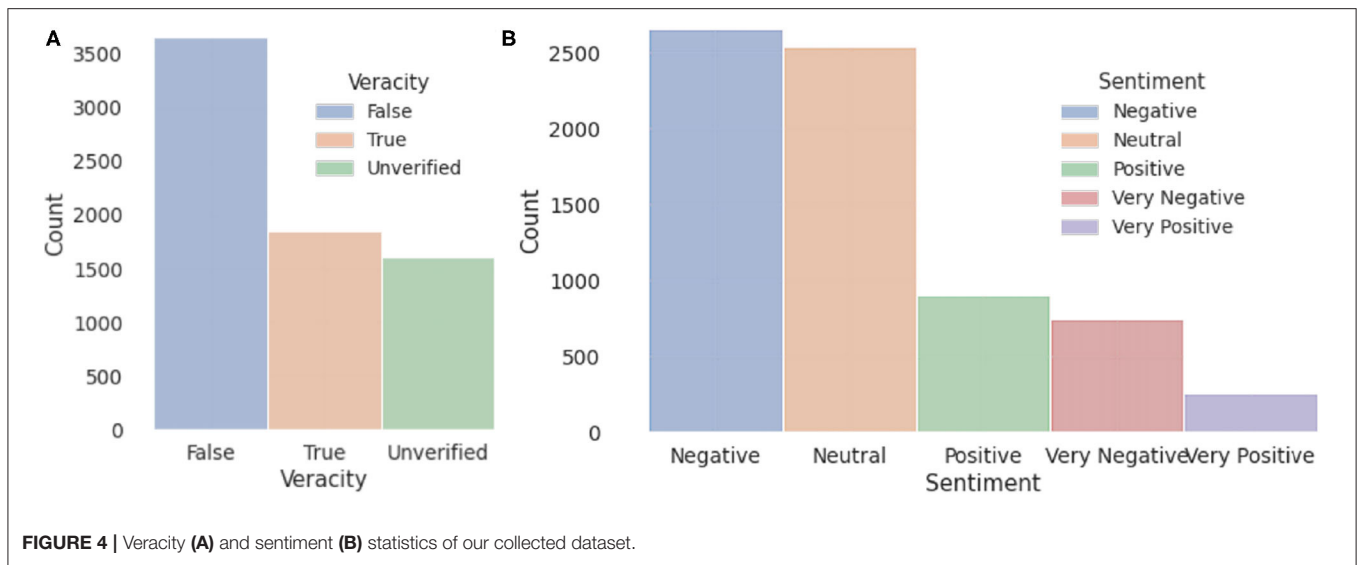 A
3500
3000
2500
2000
1500
1000
500
0
Count
Veracity
False
True
Unverified
False True Unverified
Veracity
B
2500
2000
1500
1000
500
0
Count
Sentiment
Negative
Neutral
Positive
Very Negative
Very Positive
Negative Neutral Positive Very Negative Very Positive
Sentiment
FIGURE 4 | Veracity (A) and sentiment (B) statistics of our collected dataset.